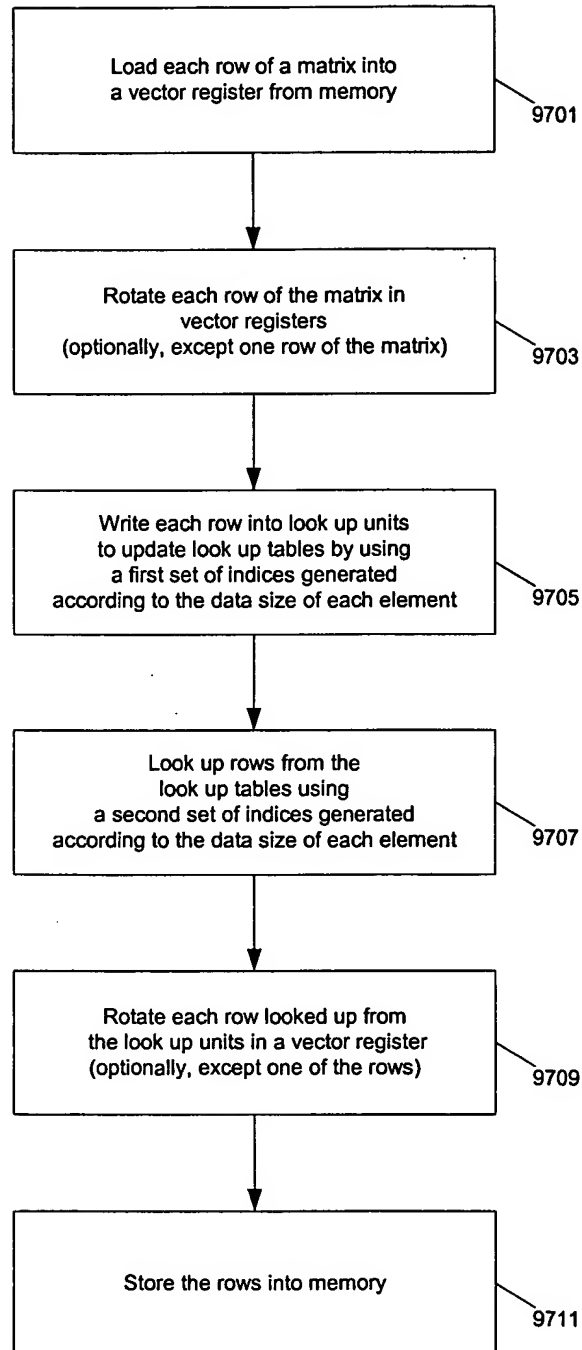 Load each row of a matrix into
a vector register from memory
9701
Rotate each row of the matrix in
vector registers
(optionally, except one row of the matrix)
9703
Write each row into look up units
to update look up tables by using
a first set of indices generated
according to the data size of each element
9705
Look up rows from the
look up tables using
a second set of indices generated
according to the data size of each element
9707
Rotate each row looked up from
the look up units in a vector register
(optionally, except one of the rows)
9709
Store the rows into memory
9711